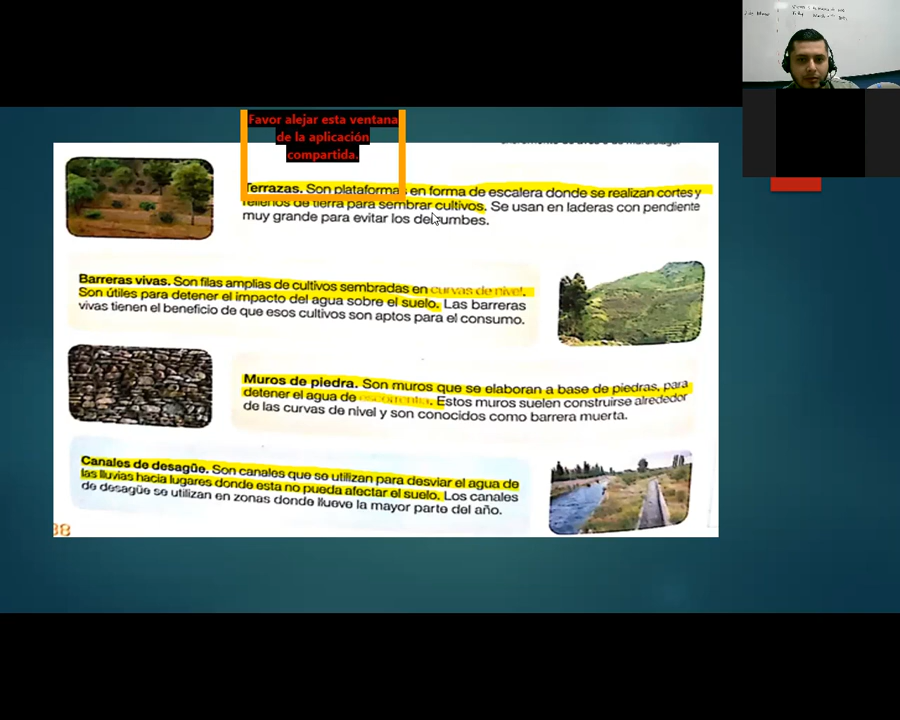 Favor alejar esta ventana
de la aplicación
compartida.
Terrazas. Son plataformas en forma de escalera donde se realizan cortes y
rellenos de tierra para sembrar cultivos. Se usan en laderas con pendiente
muy grande para evitar los derrumbes.
Barreras vivas. Son filas amplias de cultivos sembradas en curvas de nivel.
Son útiles para detener el impacto del agua sobre el suelo. Las barreras
vivas tienen el beneficio de que esos cultivos son aptos para el consumo.
Muros de piedra. Son muros que se elaboran a base de piedras, para
detener el agua de escorrentía. Estos muros suelen construirse alrededor
de las curvas de nivel y son conocidos como barrera muerta.
Canales de desagüe. Son canales que se utilizan para desviar el agua de
las lluvias hacia lugares donde esta no pueda afectar el suelo. Los canales
de desagüe se utilizan en zonas donde llueve la mayor parte del año.
38